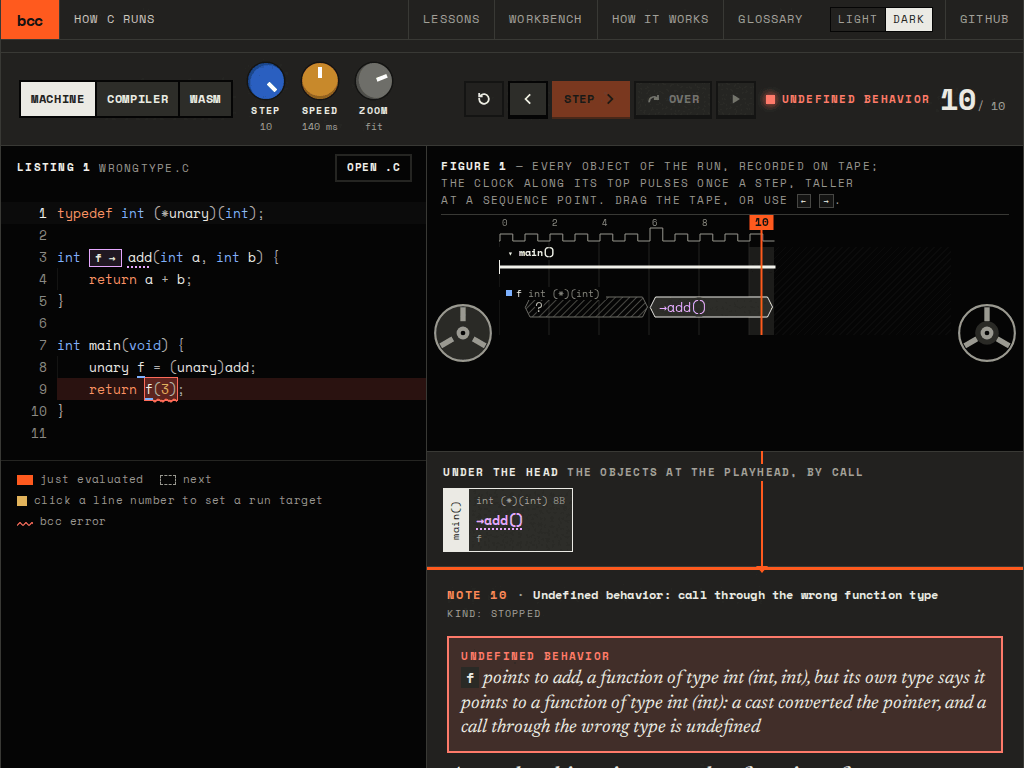 bcc HOW C RUNS LESSONS WORKBENCH HOW IT WORKS GLOSSARY LIGHT DARK GITHUB
MACHINE COMPILER WASM
STEP SPEED ZOOM
10 140 ms fit
STEP OVER UNDEFINED BEHAVIOR 10 / 10
LISTING 1 WRONGTYPE.C OPEN .C
1 typedef int (*unary)(int);
2
3 int f → add(int a, int b) {
4 return a + b;
5 }
6
7 int main(void) {
8 unary f = (unary)add;
9 return f(3);
10 }
11
just evaluated next
click a line number to set a run target
bcc error
FIGURE 1 — EVERY OBJECT OF THE RUN, RECORDED ON TAPE;
THE CLOCK ALONG ITS TOP PULSES ONCE A STEP, TALLER
AT A SEQUENCE POINT. DRAG THE TAPE, OR USE ← →.
0 2 4 6 8 10
▾ main()
f int (*)(int)
? →add()
UNDER THE HEAD THE OBJECTS AT THE PLAYHEAD, BY CALL
main()
int (*)(int) 8B
→add()
f
NOTE 10 · Undefined behavior: call through the wrong function type
KIND: STOPPED
UNDEFINED BEHAVIOR
f points to add, a function of type int (int, int), but its own type says it
points to a function of type int (int): a cast converted the pointer, and a
call through the wrong type is undefined